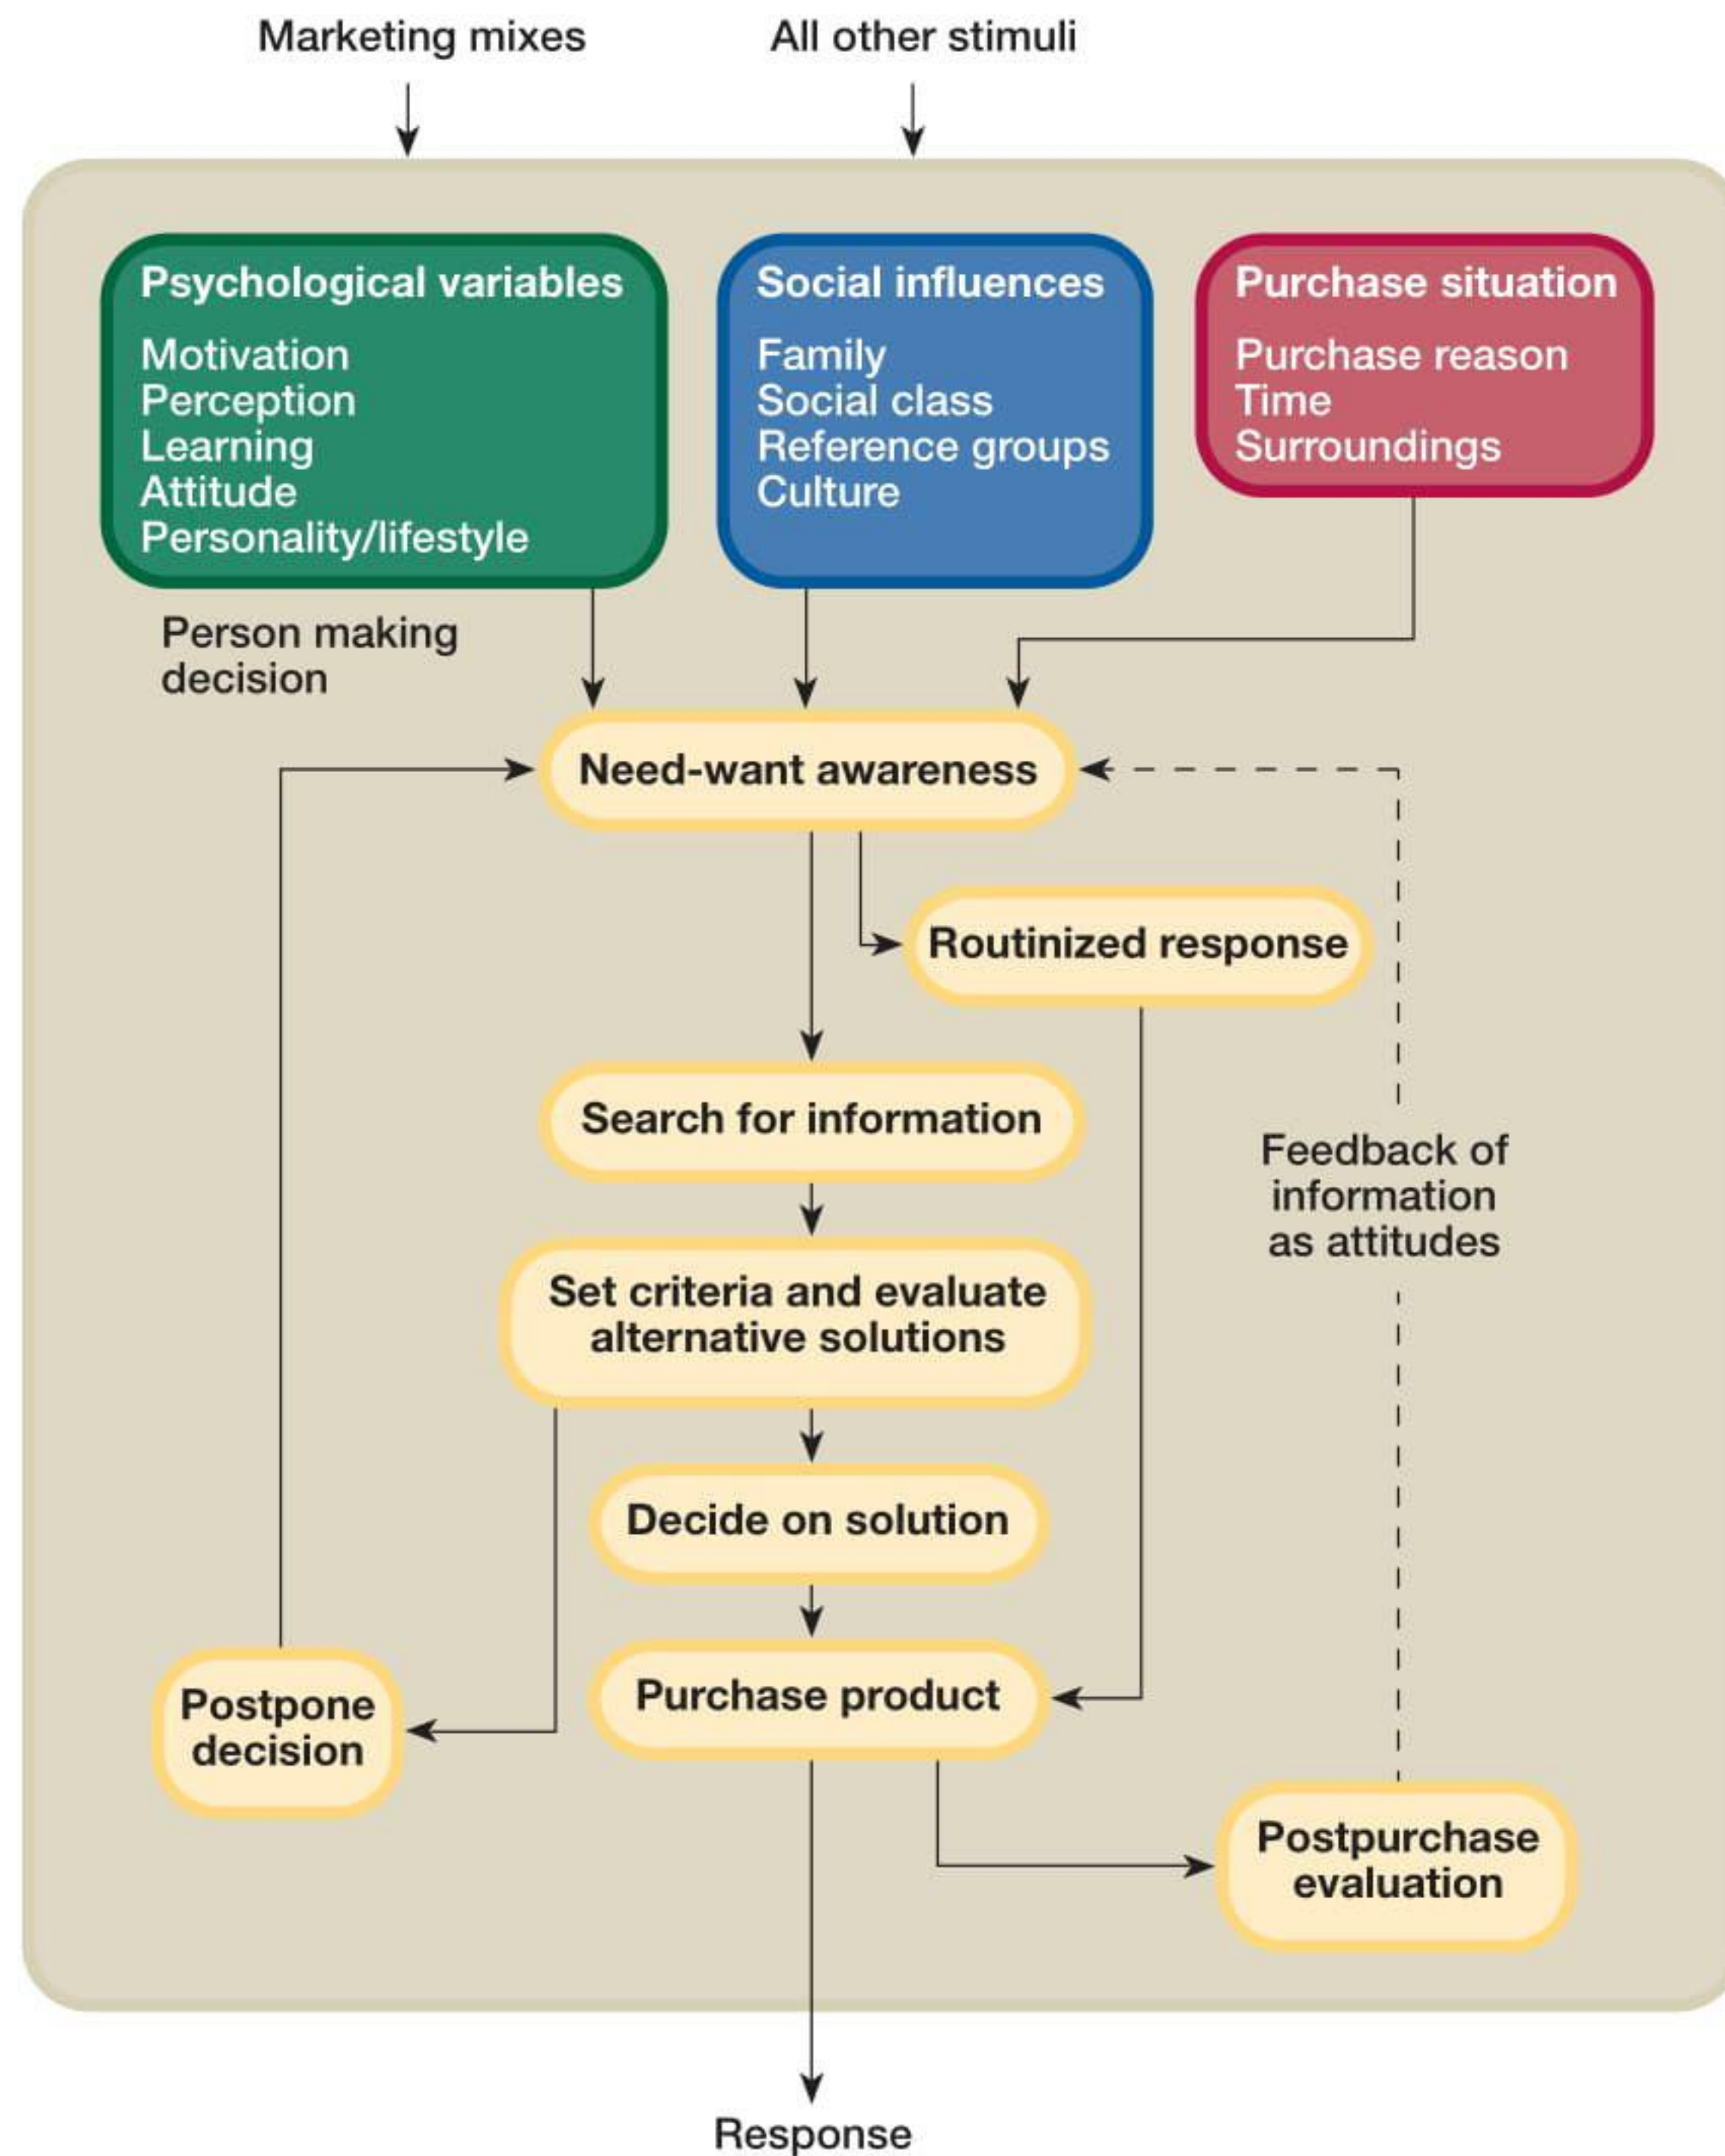 Marketing mixes
All other stimuli
Psychological variables
Motivation
Perception
Learning
Attitude
Personality/lifestyle
Social influences
Family
Social class
Reference groups
Culture
Purchase situation
Purchase reason
Time
Surroundings
Person making
decision
Need-want awareness
Routinized response
Search for information
Feedback of
information
as attitudes
Set criteria and evaluate
alternative solutions
Decide on solution
Purchase product
Postpone
decision
Postpurchase
evaluation
Response